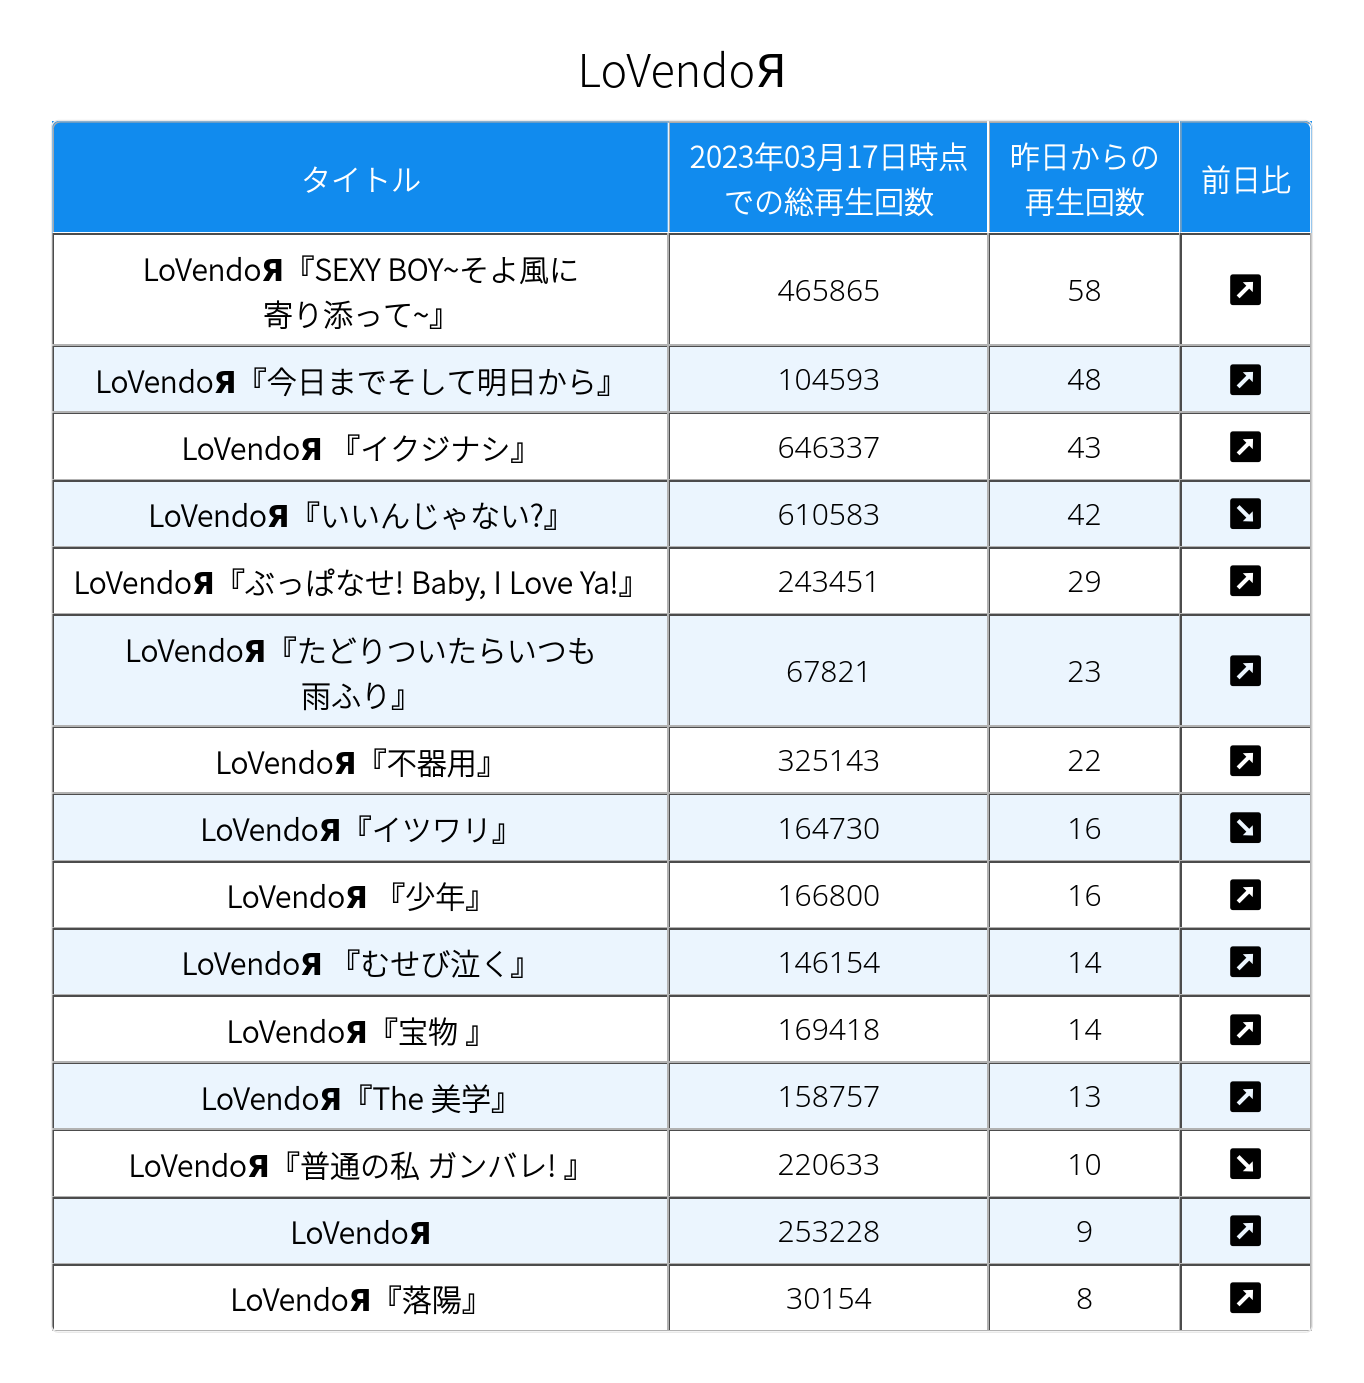 LoVendoЯ
タイトル
2023年03月17日時点
での総再生回数
昨日からの
再生回数
前日比
LoVendoЯ『SEXY BOY~そよ風に
寄り添って~』
465865
58
LoVendoЯ『今日までそして明日から』
104593
48
LoVendoЯ 『イクジナシ』
646337
43
LoVendoЯ『いいんじゃない?』
610583
42
LoVendoЯ『ぶっぱなせ! Baby, I Love Ya!』
243451
29
LoVendoЯ『たどりついたらいつも
雨ふり』
67821
23
LoVendoЯ『不器用』
325143
22
LoVendoЯ『イツワリ』
164730
16
LoVendoЯ 『少年』
166800
16
LoVendoЯ 『むせび泣く』
146154
14
LoVendoЯ『宝物 』
169418
14
LoVendoЯ『The 美学』
158757
13
LoVendoЯ『普通の私 ガンバレ! 』
220633
10
LoVendoЯ
253228
9
LoVendoЯ『落陽』
30154
8